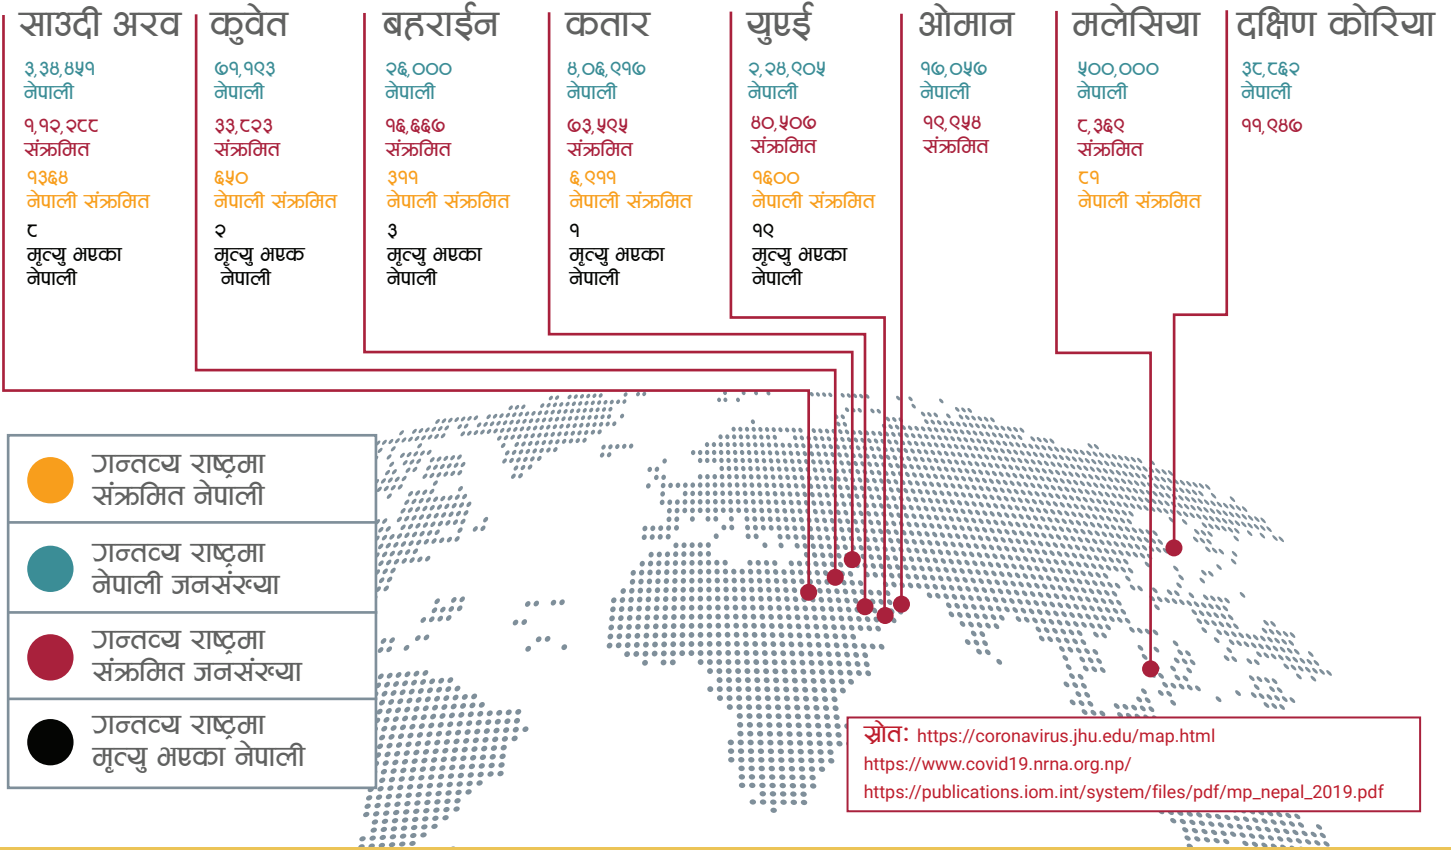 साउदी अरव
३,३४,४५१
नेपाली
१,१२,२८८
संक्रमित
१३६४
नेपाली संक्रमित
८
मृत्यु भएका
नेपाली
कुवेत
७१,१९३
नेपाली
३३,८२३
संक्रमित
६५०
नेपाली संक्रमित
२
मृत्यु भएक
नेपाली
बहराईन
२६,०००
नेपाली
१६,६६७
संक्रमित
३११
नेपाली संक्रमित
३
मृत्यु भएका
नेपाली
कतार
४,०६,९१७
नेपाली
७३,५९५
संक्रमित
६,९११
नेपाली संक्रमित
१
मृत्यु भएका
नेपाली
युएई
२,२४,९०५
नेपाली
४०,५०७
संक्रमित
१६००
नेपाली संक्रमित
१९
मृत्यु भएका
नेपाली
ओमान
१७,०५७
नेपाली
१९,९५४
संक्रमित
मलेसिया
५००,०००
नेपाली
८,३६९
संक्रमित
८१
नेपाली संक्रमित
दक्षिण कोरिया
३८,८६२
नेपाली
११,९४७
गन्तव्य राष्ट्रमा
संक्रमित नेपाली
गन्तव्य राष्ट्रमा
नेपाली जनसंख्या
गन्तव्य राष्ट्रमा
संक्रमित जनसंख्या
गन्तव्य राष्ट्रमा
मृत्यु भएका नेपाली
स्रोत: https://coronavirus.jhu.edu/map.html
https://www.covid19.nrna.org.np/
https://publications.iom.int/system/files/pdf/mp_nepal_2019.pdf